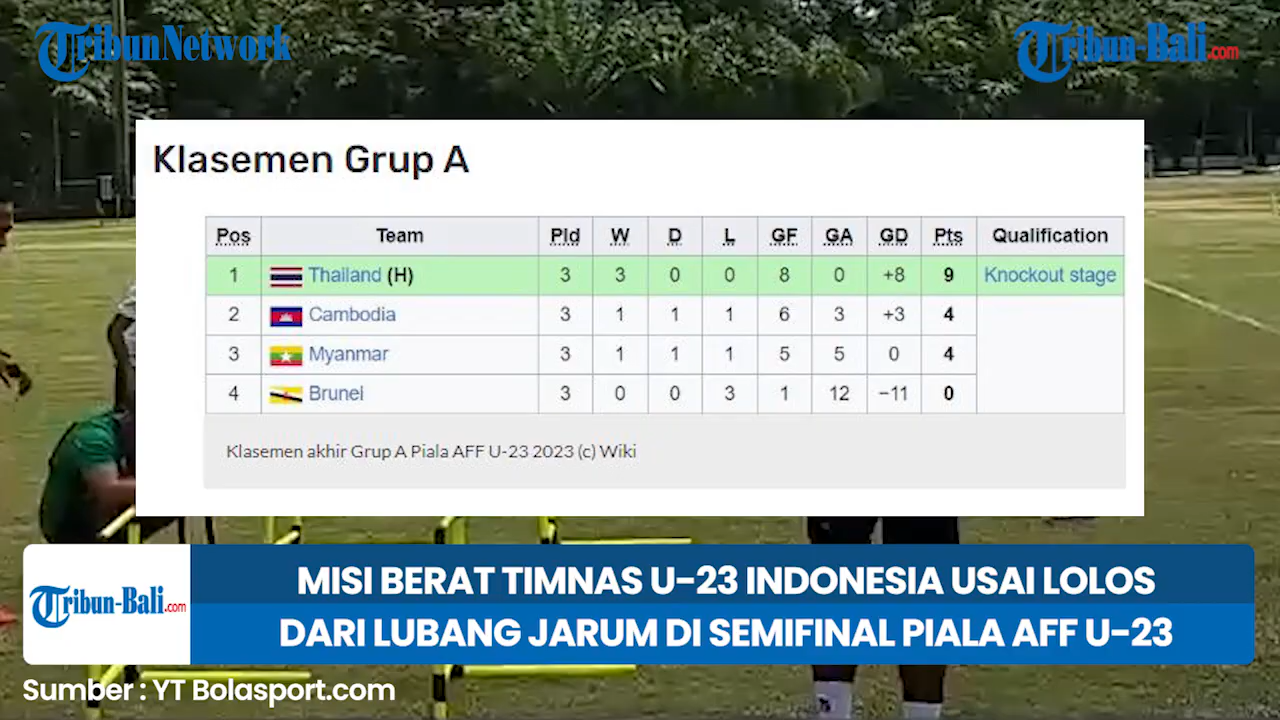 TribunNetwork
Tribun-Bali.com
Klasemen Grup A
Pos Team Pld W D L GF GA GD Pts Qualification
1 Thailand (H) 3 3 0 0 8 0 +8 9 Knockout stage
2 Cambodia 3 1 1 1 6 3 +3 4
3 Myanmar 3 1 1 1 5 5 0 4
4 Brunei 3 0 0 3 1 12 −11 0
Klasemen akhir Grup A Piala AFF U-23 2023 (c) Wiki
Tribun-Bali.com
MISI BERAT TIMNAS U-23 INDONESIA USAI LOLOS
DARI LUBANG JARUM DI SEMIFINAL PIALA AFF U-23
Sumber : YT Bolasport.com